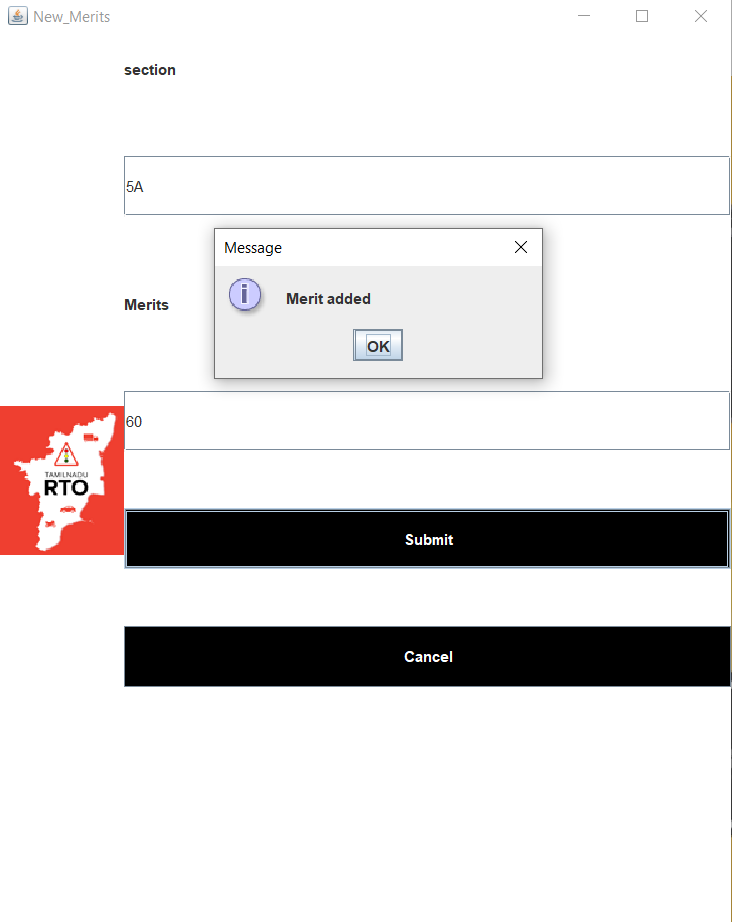 New_Merits
section
5A
Message
i
Merit added
OK
Merits
60
TAMILNADU
RTO
Submit
Cancel